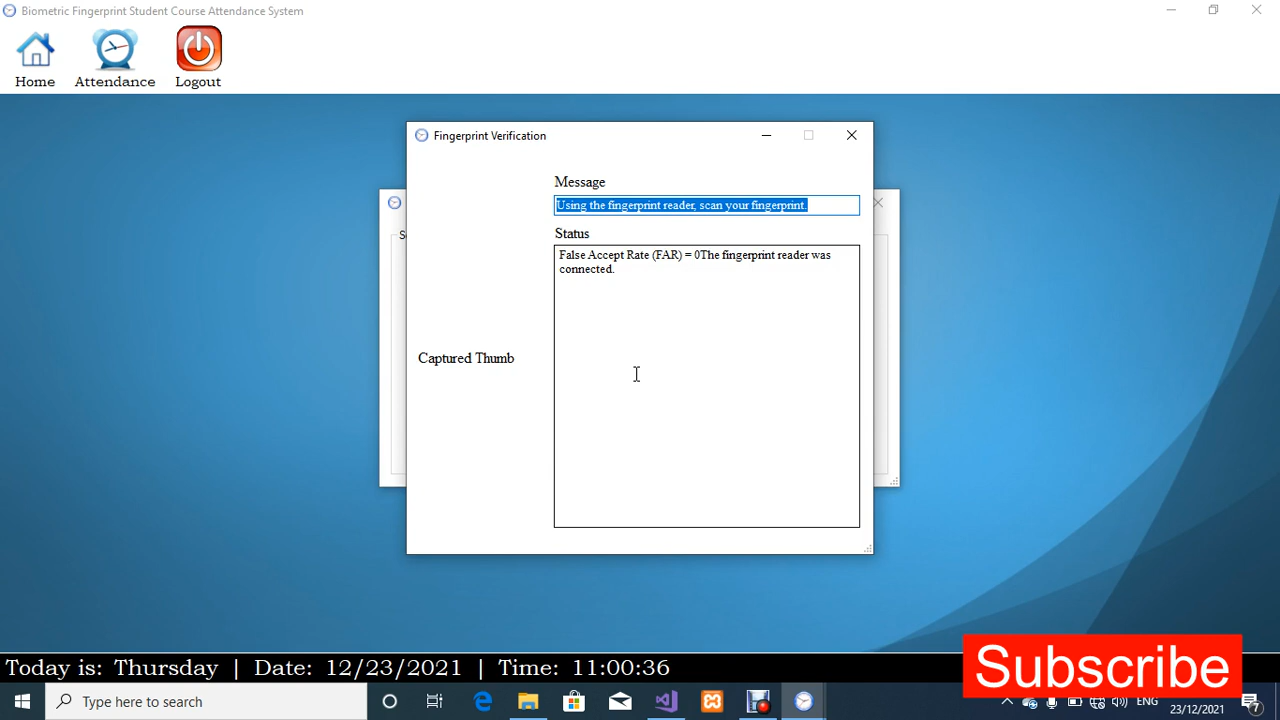 Biometric Fingerprint Student Course Attendance System
Home
Attendance
Logout
Fingerprint Verification
Message
Using the fingerprint reader, scan your fingerprint.
Status
False Accept Rate (FAR) = 0The fingerprint reader was
connected.
Captured Thumb
Today is: Thursday | Date: 12/23/2021 | Time: 11:00:36
Subscribe
Type here to search
ENG
23/12/2021
7